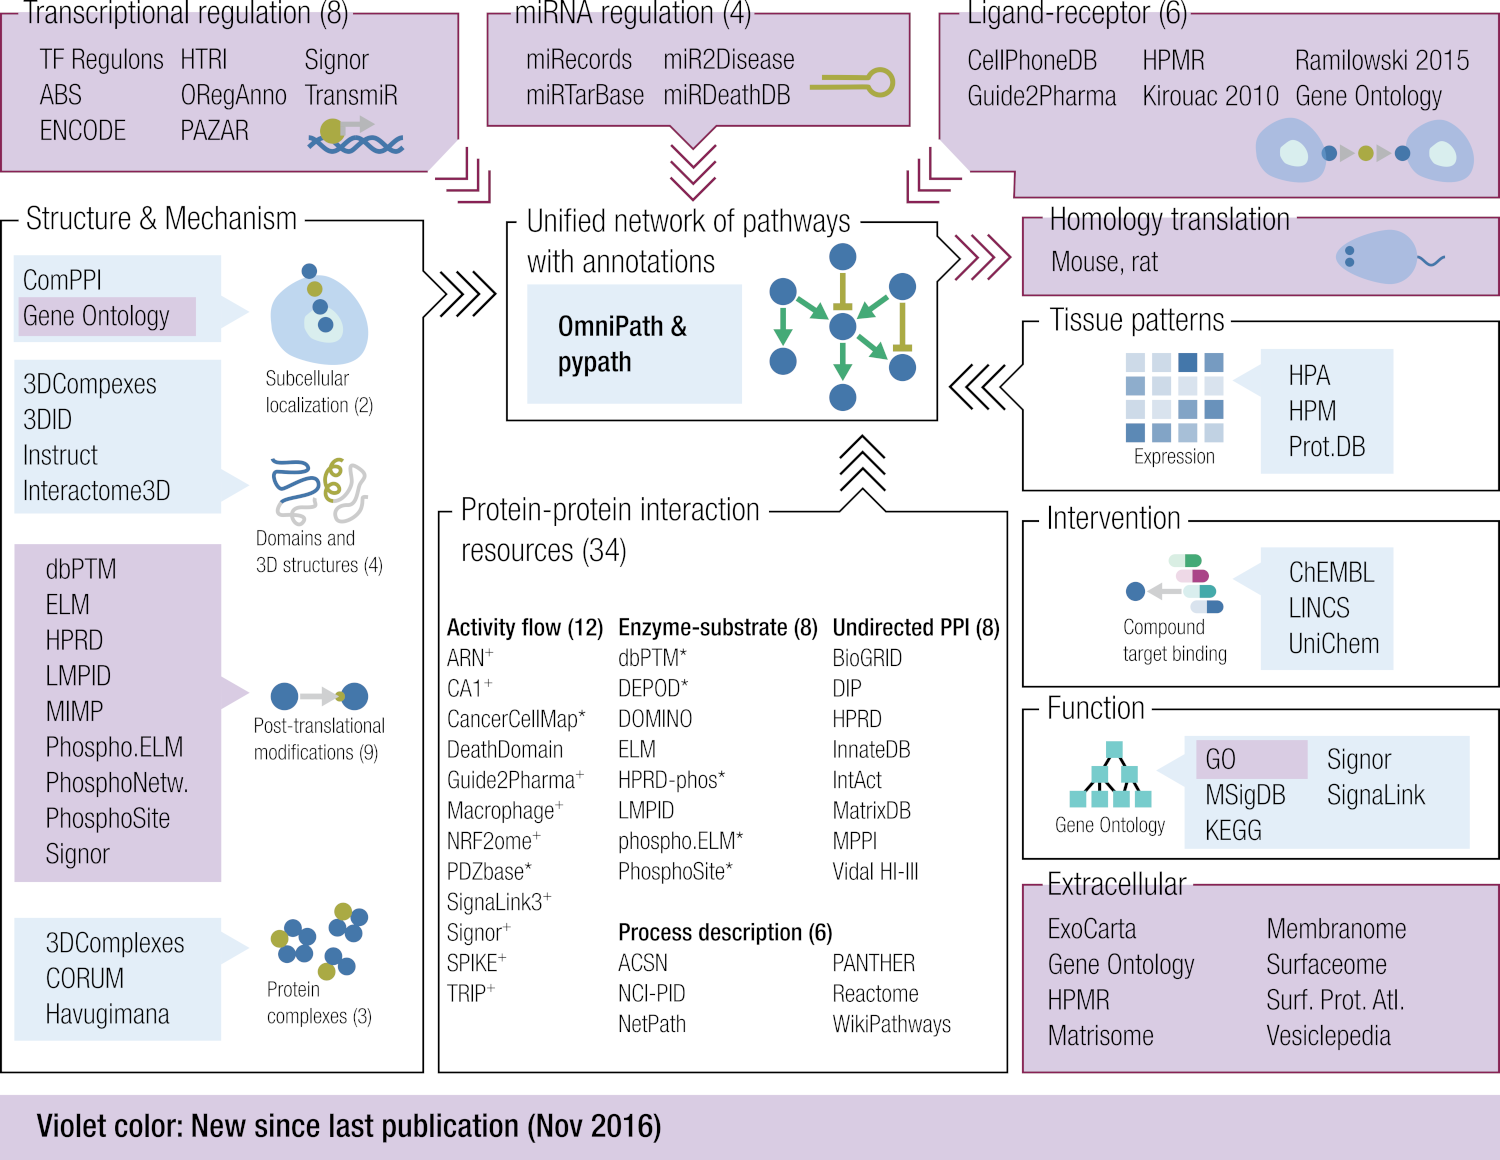 Transcriptional regulation (8)
TF Regulons HTRI Signor
ABS ORegAnno TransmiR
ENCODE PAZAR
miRNA regulation (4)
miRecords miR2Disease
miRTarBase miRDeathDB
Ligand-receptor (6)
CellPhoneDB HPMR Ramilowski 2015
Guide2Pharma Kirouac 2010 Gene Ontology
Structure & Mechanism
ComPPI
Gene Ontology
Subcellular
localization (2)
3DCompexes
3DID
Instruct
Interactome3D
Domains and
3D structures (4)
dbPTM
ELM
HPRD
LMPID
MIMP
Phospho.ELM
PhosphoNetw.
PhosphoSite
Signor
Post-translational
modifications (9)
3DComplexes
CORUM
Havugimana
Protein
complexes (3)
Unified network of pathways
with annotations
OmniPath &
pypath
Protein-protein interaction
resources (34)
Activity flow (12)
ARN+
CA1+
CancerCellMap*
DeathDomain
Guide2Pharma+
Macrophage+
NRF2ome+
PDZbase*
SignaLink3+
Signor+
SPIKE+
TRIP+
Enzyme-substrate (8)
dbPTM*
DEPOD*
DOMINO
ELM
HPRD-phos*
LMPID
phospho.ELM*
PhosphoSite*
Undirected PPI (8)
BioGRID
DIP
HPRD
InnateDB
IntAct
MatrixDB
MPPI
Vidal HI-III
Process description (6)
ACSN PANTHER
NCI-PID Reactome
NetPath WikiPathways
Homology translation
Mouse, rat
Tissue patterns
Expression
HPA
HPM
Prot.DB
Intervention
Compound
target binding
ChEMBL
LINCS
UniChem
Function
Gene Ontology
GO Signor
MSigDB SignaLink
KEGG
Extracellular
ExoCarta Membranome
Gene Ontology Surfaceome
HPMR Surf. Prot. Atl.
Matrisome Vesiclepedia
Violet color: New since last publication (Nov 2016)